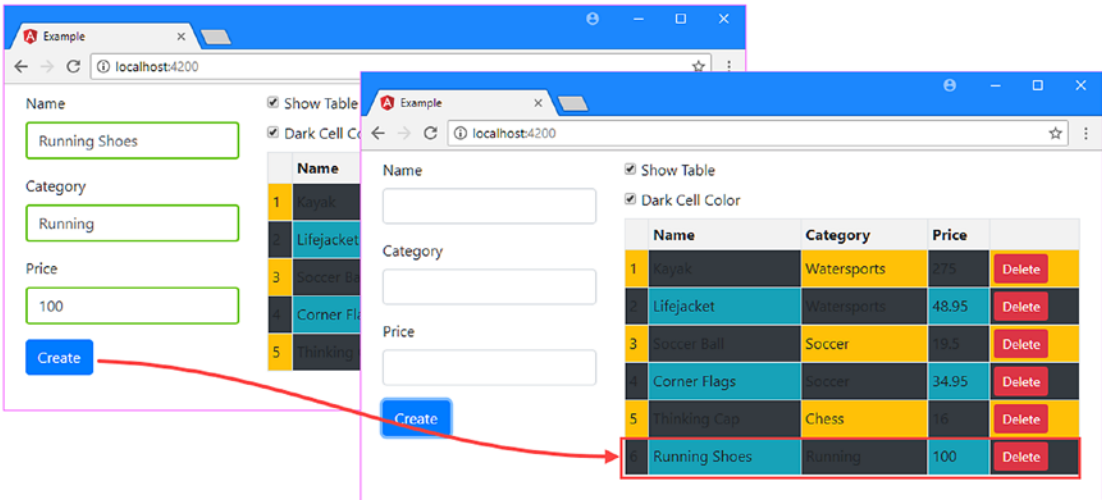 Example
localhost:4200
Name
Running Shoes
Category
Running
Price
100
Create
Show Table
Dark Cell Co
Name
1 Kayak
2 Lifejacket
3 Soccer Ba
4 Corner Fla
5 Thinking
Example
localhost:4200
Name
Category
Price
Create
Show Table
Dark Cell Color
Name Category Price
1 Kayak Watersports 275 Delete
2 Lifejacket Watersports 48.95 Delete
3 Soccer Ball Soccer 19.5 Delete
4 Corner Flags Soccer 34.95 Delete
5 Thinking Cap Chess 16 Delete
6 Running Shoes Running 100 Delete